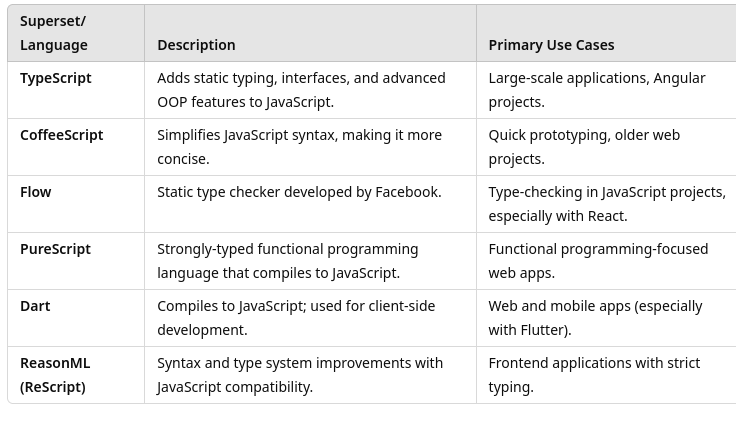 Superset/
Language
Description
Primary Use Cases
TypeScript
Adds static typing, interfaces, and advanced
OOP features to JavaScript.
Large-scale applications, Angular
projects.
CoffeeScript
Simplifies JavaScript syntax, making it more
concise.
Quick prototyping, older web
projects.
Flow
Static type checker developed by Facebook.
Type-checking in JavaScript projects,
especially with React.
PureScript
Strongly-typed functional programming
language that compiles to JavaScript.
Functional programming-focused
web apps.
Dart
Compiles to JavaScript; used for client-side
development.
Web and mobile apps (especially
with Flutter).
ReasonML
(ReScript)
Syntax and type system improvements with
JavaScript compatibility.
Frontend applications with strict
typing.